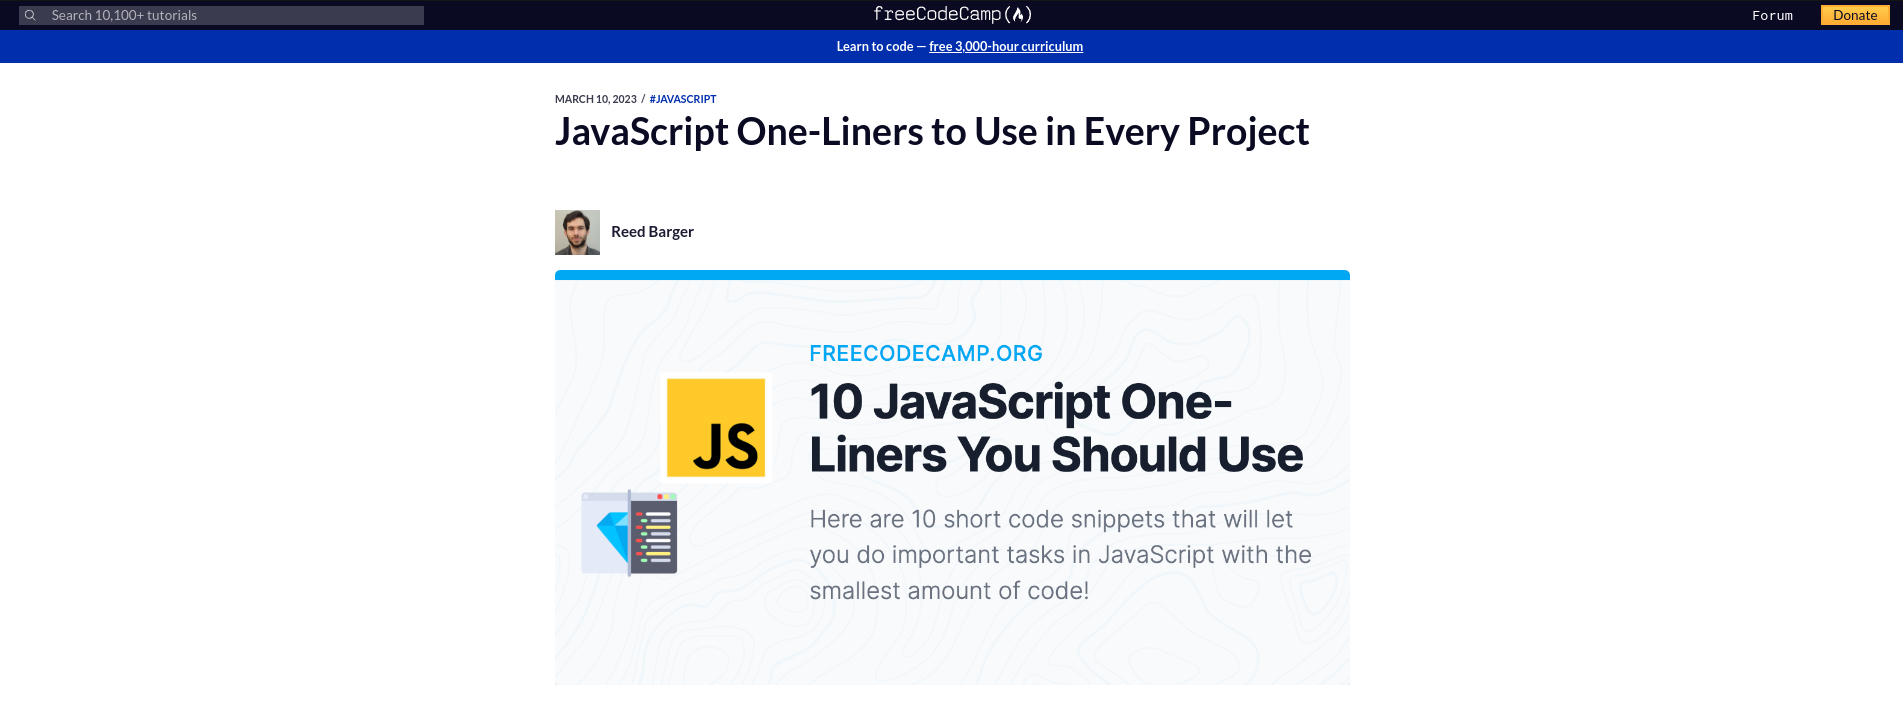 Search 10,100+ tutorials
freeCodeCamp(🔥)
Forum
Donate
Learn to code — free 3,000-hour curriculum
MARCH 10, 2023 / #JAVASCRIPT
JavaScript One-Liners to Use in Every Project
Reed Barger
FREECODECAMP.ORG
10 JavaScript One-
Liners You Should Use
JS
Here are 10 short code snippets that will let
you do important tasks in JavaScript with the
smallest amount of code!